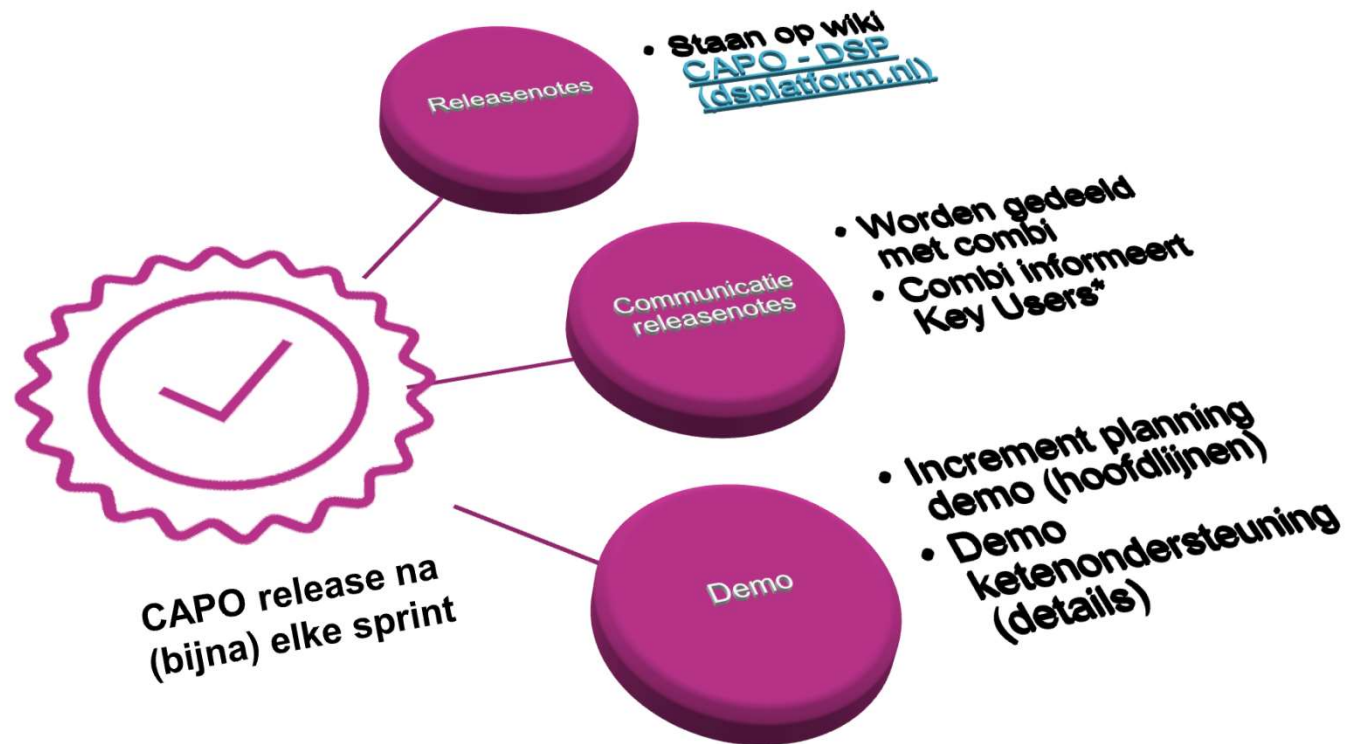 Releasenotes
• Staan op wiki
CAPO - DSP
(dsplatform.nl)
Communicatie
releasenotes
• Worden gedeeld
met combi
• Combi informeert
Key Users*
Demo
• Increment planning
demo (hoofdlijnen)
• Demo
ketenondersteuning
(details)
CAPO release na
(bijna) elke sprint